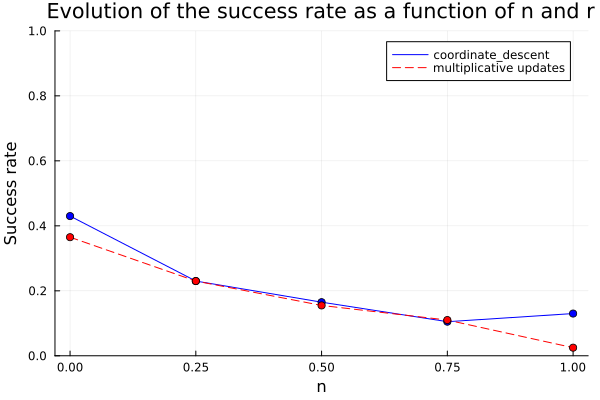 Evolution of the success rate as a function of n and r
1.0
0.8
0.6
0.4
0.2
0.0
Success rate
coordinate_descent
multiplicative updates
0.00 0.25 0.50 0.75 1.00
n